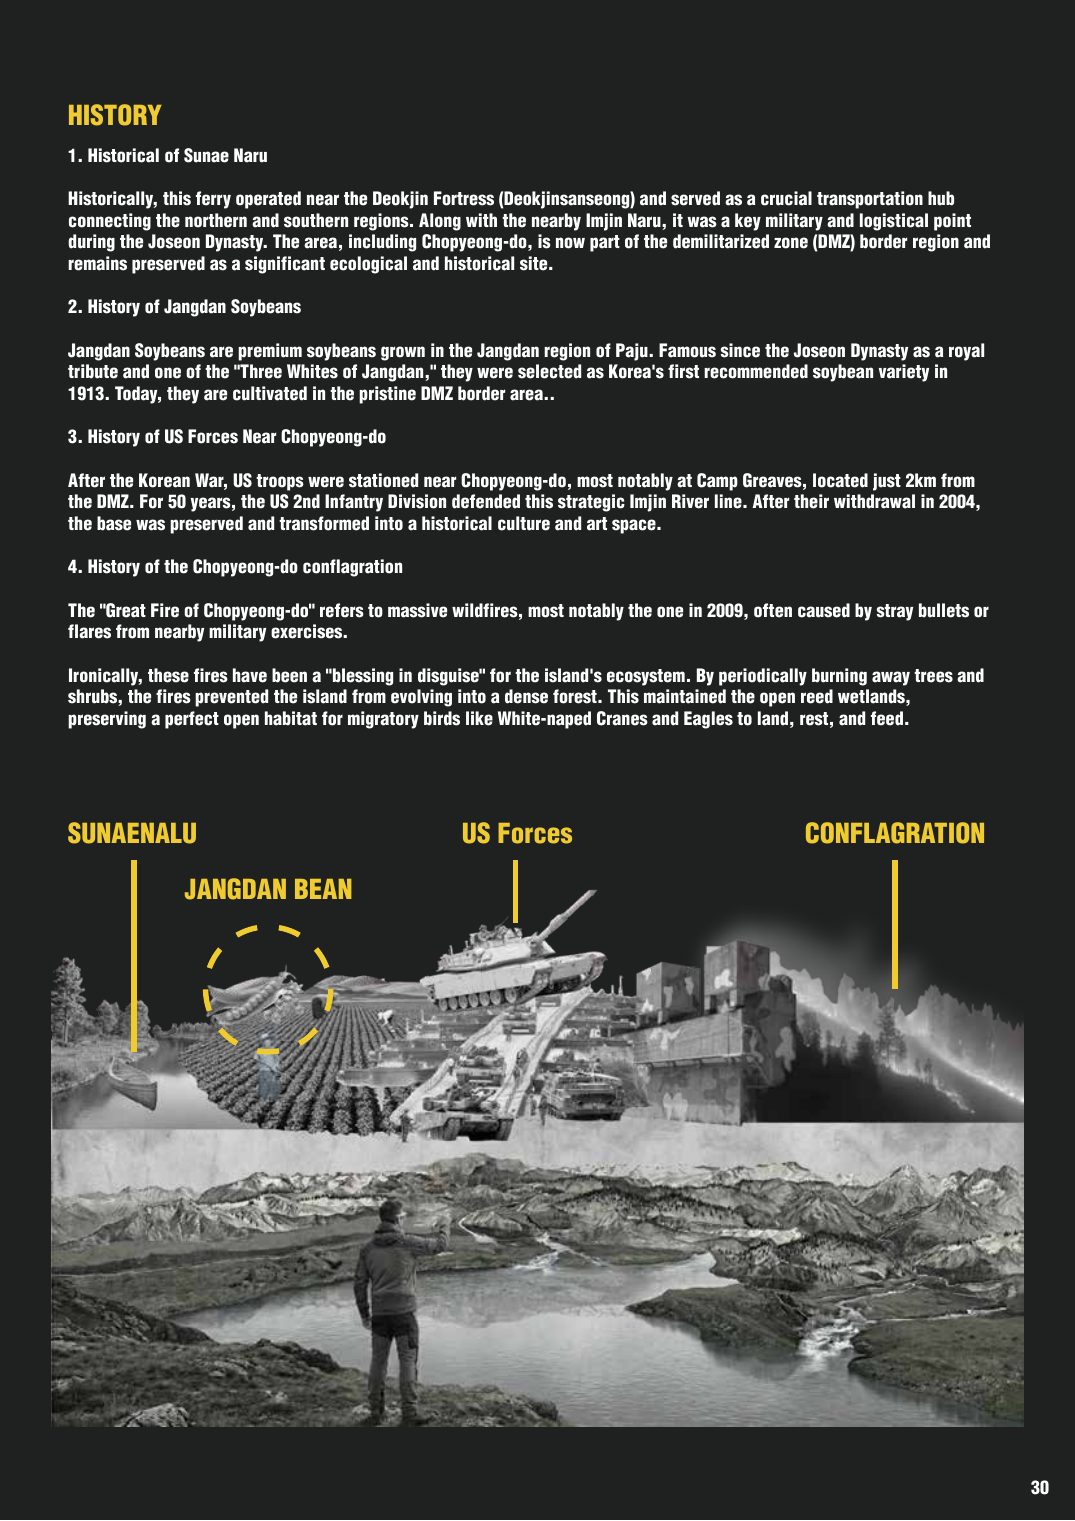 HISTORY
1. Historical of Sunae Naru
Historically, this ferry operated near the Deokjin Fortress (Deokjinsanseong) and served as a crucial transportation hub
connecting the northern and southern regions. Along with the nearby Imjin Naru, it was a key military and logistical point
during the Joseon Dynasty. The area, including Chopyeong-do, is now part of the demilitarized zone (DMZ) border region and
remains preserved as a significant ecological and historical site.
2. History of Jangdan Soybeans
Jangdan Soybeans are premium soybeans grown in the Jangdan region of Paju. Famous since the Joseon Dynasty as a royal
tribute and one of the "Three Whites of Jangdan," they were selected as Korea's first recommended soybean variety in
1913. Today, they are cultivated in the pristine DMZ border area..
3. History of US Forces Near Chopyeong-do
After the Korean War, US troops were stationed near Chopyeong-do, most notably at Camp Greaves, located just 2km from
the DMZ. For 50 years, the US 2nd Infantry Division defended this strategic Imjin River line. After their withdrawal in 2004,
the base was preserved and transformed into a historical culture and art space.
4. History of the Chopyeong-do conflagration
The "Great Fire of Chopyeong-do" refers to massive wildfires, most notably the one in 2009, often caused by stray bullets or
flares from nearby military exercises.
Ironically, these fires have been a "blessing in disguise" for the island's ecosystem. By periodically burning away trees and
shrubs, the fires prevented the island from evolving into a dense forest. This maintained the open reed wetlands,
preserving a perfect open habitat for migratory birds like White-naped Cranes and Eagles to land, rest, and feed.
SUNAENALU
US Forces
CONFLAGRATION
JANGDAN BEAN
30